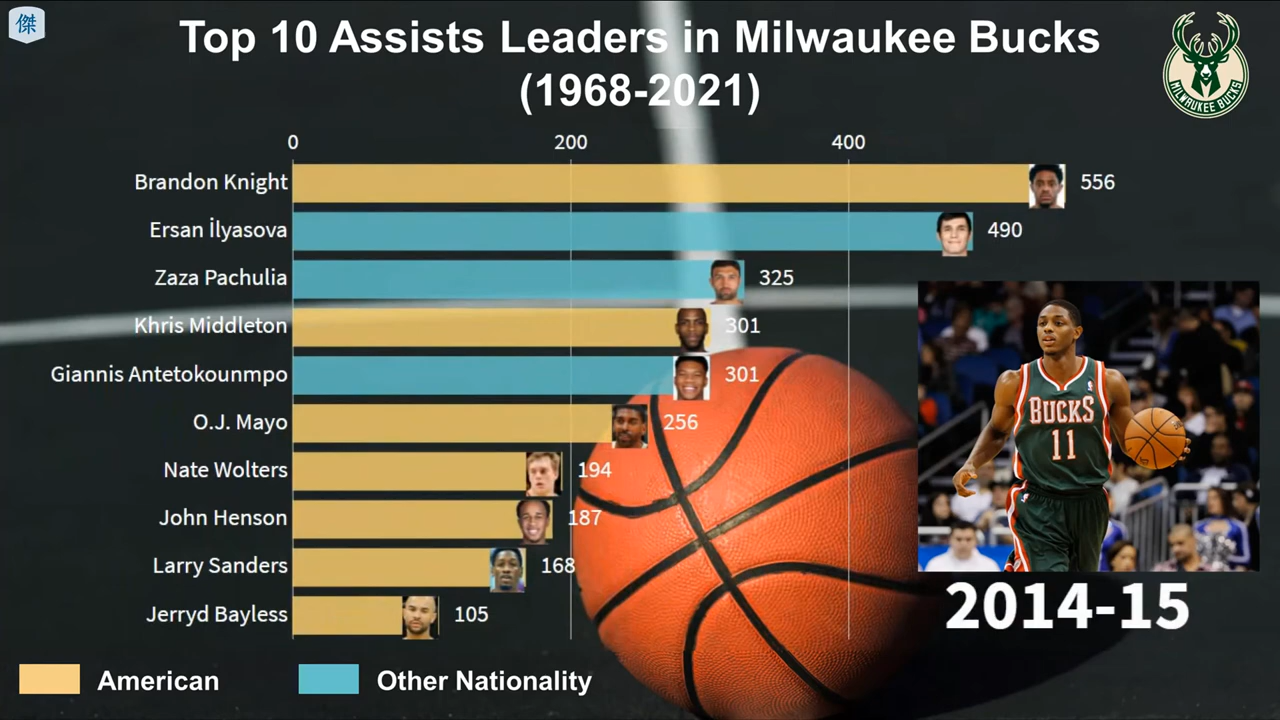 傑
Top 10 Assists Leaders in Milwaukee Bucks
(1968-2021)
MILWAUKEE BUCKS
0 200 400
Brandon Knight 556
Ersan İlyasova 490
Zaza Pachulia 325
Khris Middleton 301
Giannis Antetokounmpo 301
O.J. Mayo 256
Nate Wolters 194
John Henson 187
Larry Sanders 168
Jerryd Bayless 105
BUCKS
11
2014-15
American Other Nationality